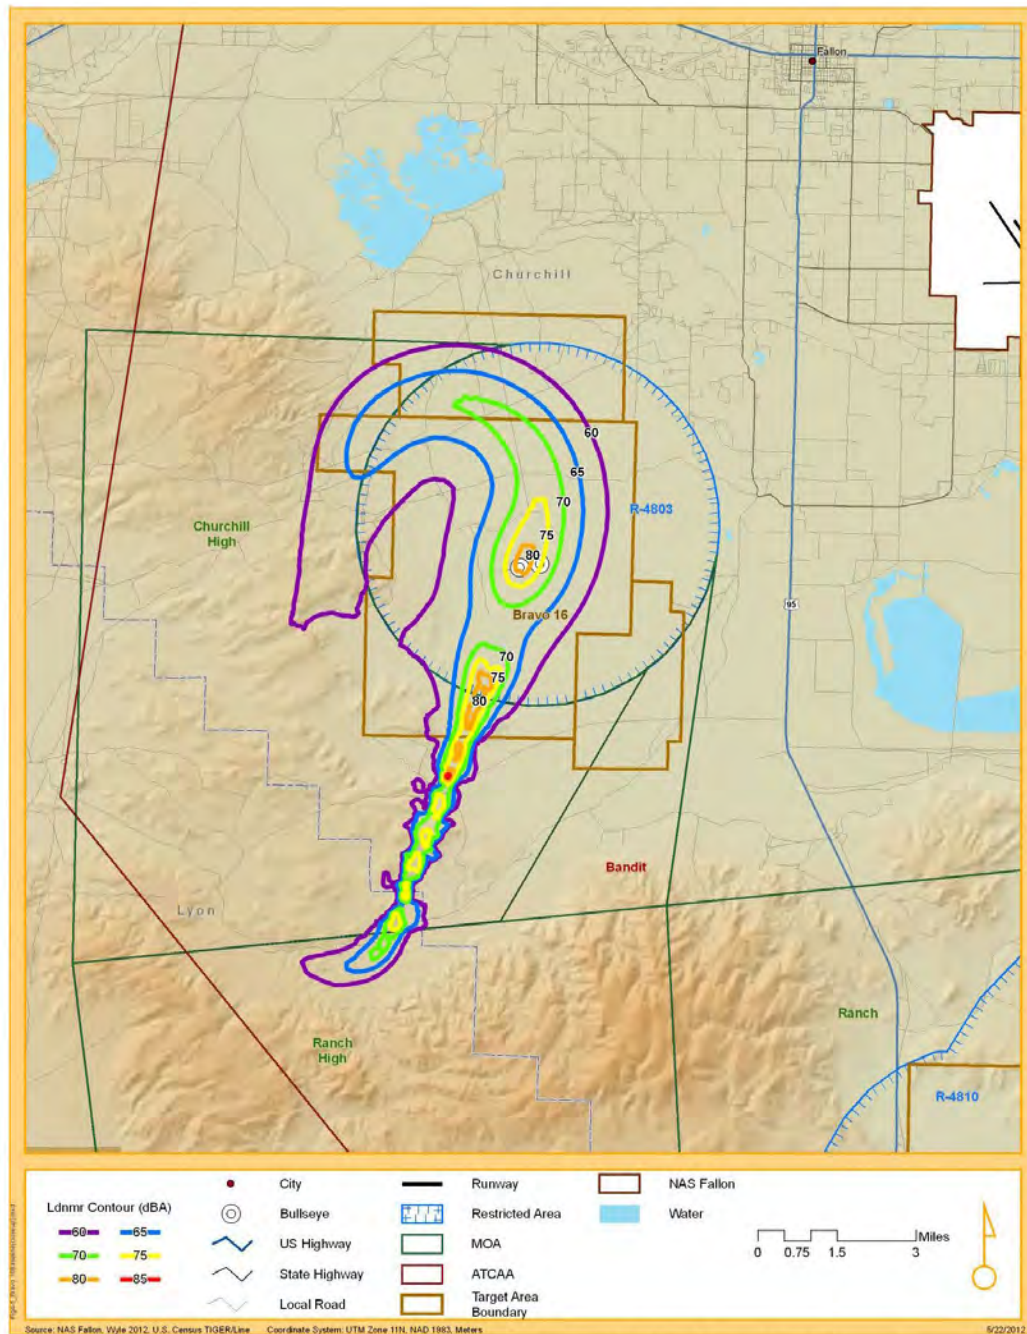 Fallon
Churchill
60
65
70
R-4803
75
80
Churchill
High
95
Bravo 16
70
75
80
Bandit
Lyon
Ranch
Ranch
High
R-4810
Ldnmr Contour (dBA)
60 65
70 75
80 85
City
Bullseye
US Highway
State Highway
Local Road
Runway
Restricted Area
MOA
ATCAA
Target Area
Boundary
NAS Fallon
Water
Miles
0 0.75 1.5 3
Source: NAS Fallon, Wyle 2012, U.S. Census TIGER/Line Coordinate System: UTM Zone 11N, NAD 1983, Meters 5/22/2012